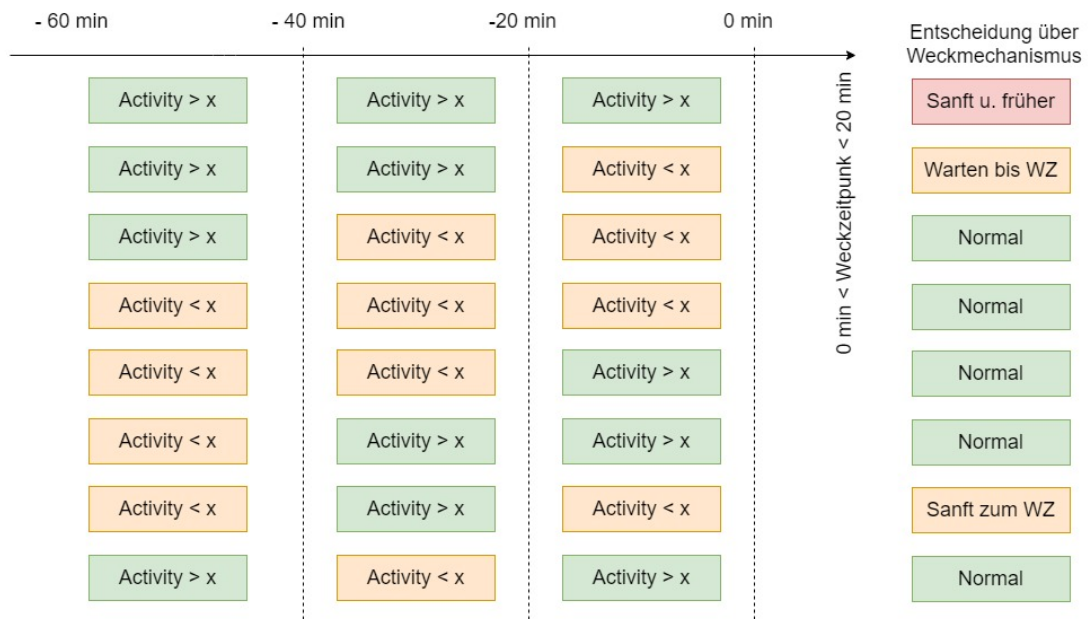 - 60 min - 40 min -20 min 0 min
Entscheidung über
Weckmechanismus
0 min < Weckzeitpunk < 20 min
Activity > x Activity > x Activity > x Sanft u. früher
Activity > x Activity > x Activity < x Warten bis WZ
Activity > x Activity < x Activity < x Normal
Activity < x Activity < x Activity < x Normal
Activity < x Activity < x Activity > x Normal
Activity < x Activity > x Activity > x Normal
Activity < x Activity > x Activity < x Sanft zum WZ
Activity > x Activity < x Activity > x Normal